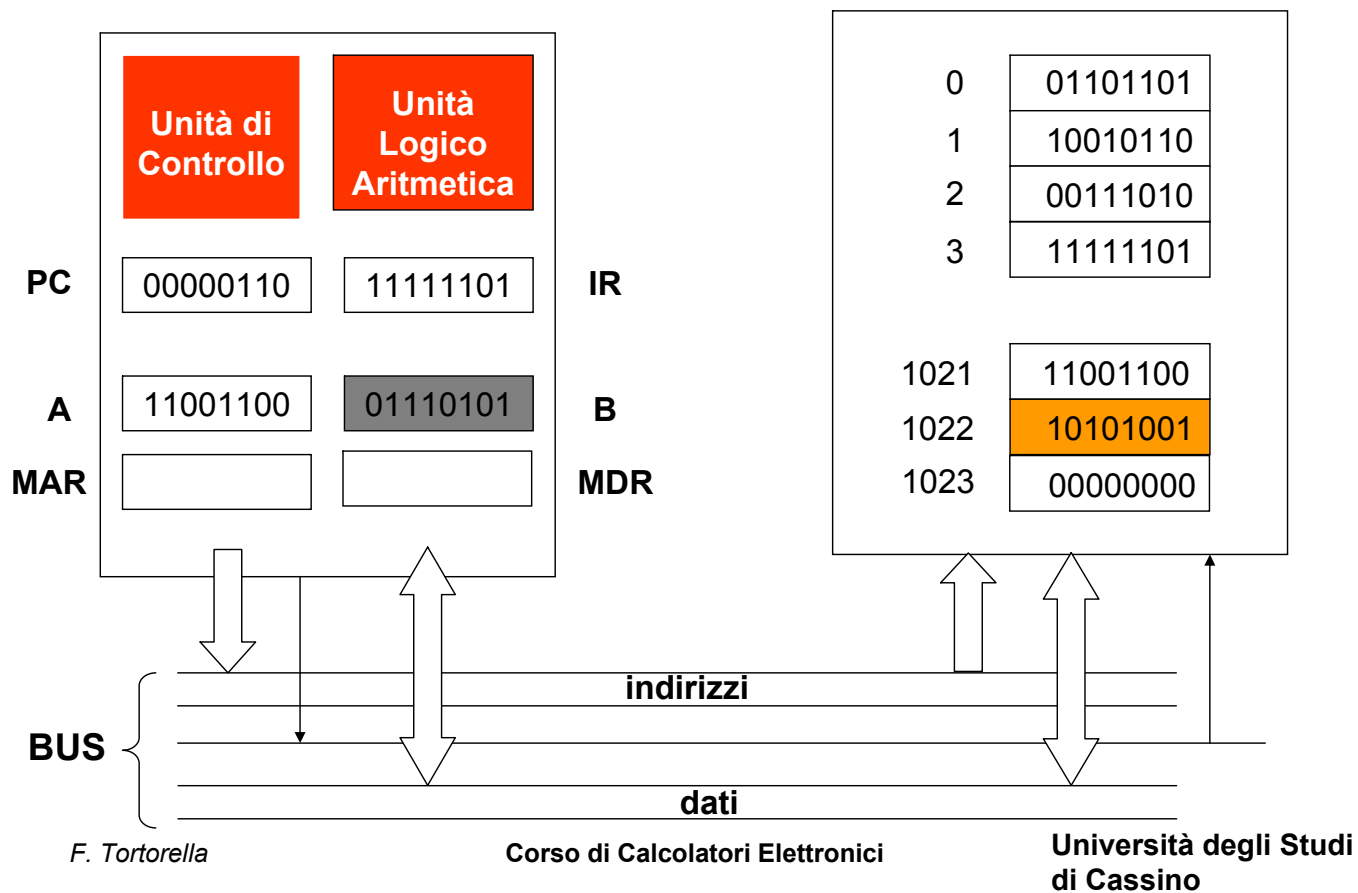 Unità di
Controllo
Unità
Logico
Aritmetica
PC 00000110 11111101 IR
A 11001100 01110101 B
MAR MDR
0 01101101
1 10010110
2 00111010
3 11111101
1021 11001100
1022 10101001
1023 00000000
indirizzi
BUS
dati
F. Tortorella
Corso di Calcolatori Elettronici
Università degli Studi
di Cassino